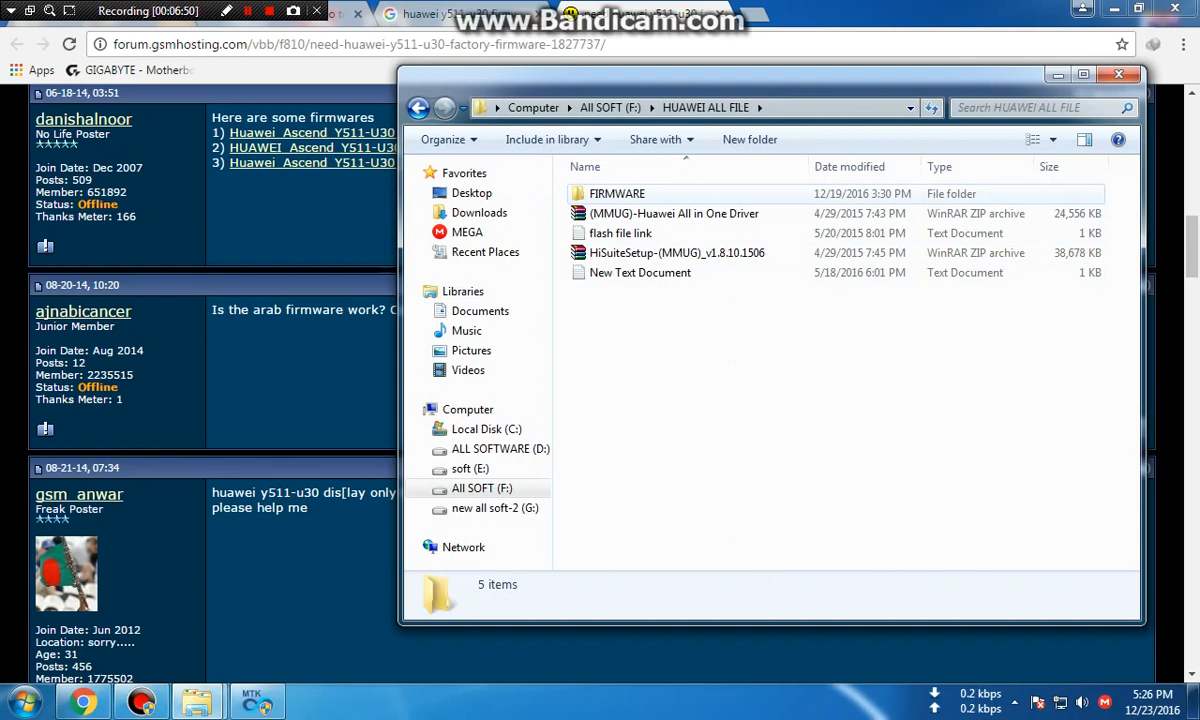 Recording [00:06:50]
www.Bandicam.com
huawei y511-u30 firmw
forum.gsmhosting.com/vbb/f810/need-huawei-y511-u30-factory-firmware-1827737/
Apps
GIGABYTE - Motherb
06-18-14, 03:51
danishalnoor
No Life Poster
Join Date: Dec 2007
Posts: 509
Member: 651892
Status: Offline
Thanks Meter: 166
Here are some firmwares
1) Huawei_Ascend_Y511-U30
2) HUAWEI_Ascend_Y511-U30
3) Huawei_Ascend_Y511-U30
08-20-14, 10:20
ajnabicancer
Junior Member
Join Date: Aug 2014
Posts: 12
Member: 2235515
Status: Offline
Thanks Meter: 1
Is the arab firmware work? C
08-21-14, 07:34
gsm_anwar
Freak Poster
Join Date: Jun 2012
Location: sorry.....
Age: 31
Posts: 456
Member: 1775502
huawei y511-u30 dis[lay only
please help me
Computer
All SOFT (F:)
HUAWEI ALL FILE
Search HUAWEI ALL FILE
Organize
Include in library
Share with
New folder
Favorites
Desktop
Downloads
MEGA
Recent Places
Libraries
Documents
Music
Pictures
Videos
Computer
Local Disk (C:)
ALL SOFTWARE (D:)
soft (E:)
All SOFT (F:)
new all soft-2 (G:)
Network
Name Date modified Type Size
FIRMWARE 12/19/2016 3:30 PM File folder
(MMUG)-Huawei All in One Driver 4/29/2015 7:43 PM WinRAR ZIP archive 24,556 KB
flash file link 5/20/2015 8:01 PM Text Document 1 KB
HiSuiteSetup-(MMUG)_v1.8.10.1506 4/29/2015 7:45 PM WinRAR ZIP archive 38,678 KB
New Text Document 5/18/2016 6:01 PM Text Document 1 KB
5 items
MTK
0.2 kbps
0.2 kbps
5:26 PM
12/23/2016